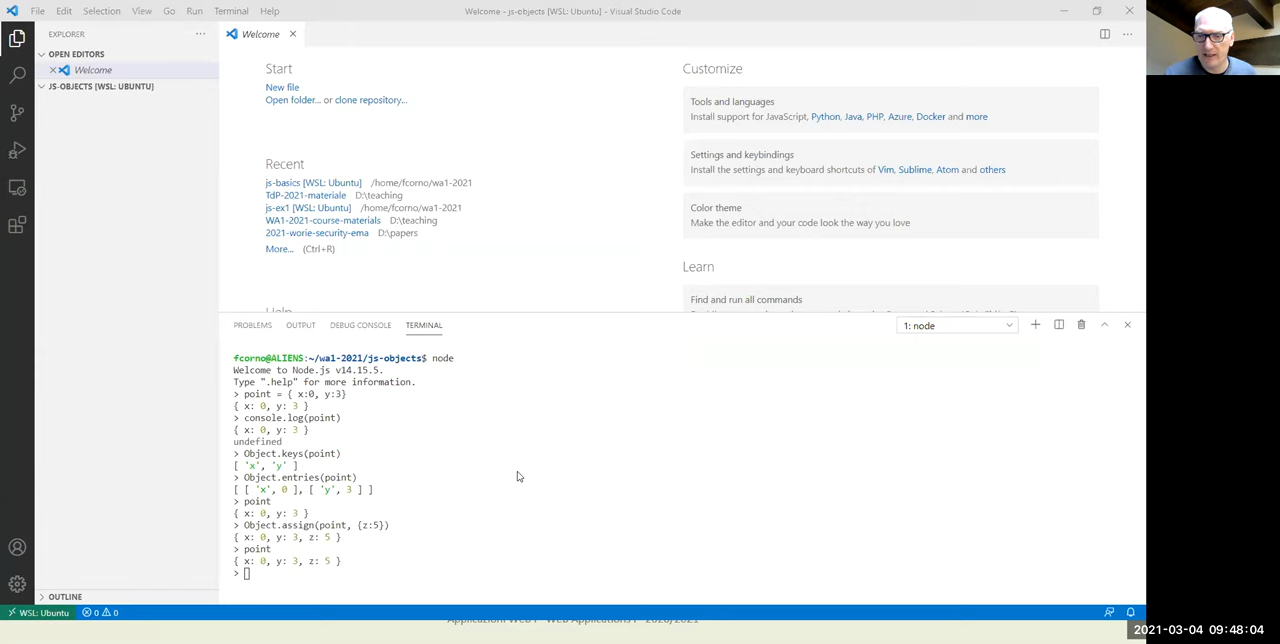 File Edit Selection View Go Run Terminal Help
Welcome - js-objects [WSL: Ubuntu] - Visual Studio Code
EXPLORER
OPEN EDITORS
Welcome
JS-OBJECTS [WSL: UBUNTU]
OUTLINE
Welcome
Start
New file
Open folder... or clone repository...
Recent
js-basics [WSL: Ubuntu] /home/fcorno/wa1-2021
TdP-2021-materiale D:\teaching
js-ex1 [WSL: Ubuntu] /home/fcorno/wa1-2021
WA1-2021-course-materials D:\teaching
2021-worie-security-ema D:\papers
More... (Ctrl+R)
Help
Customize
Tools and languages
Install support for JavaScript, Python, Java, PHP, Azure, Docker and more
Settings and keybindings
Install the settings and keyboard shortcuts of Vim, Sublime, Atom and others
Color theme
Make the editor and your code look the way you love
Learn
Find and run all commands
PROBLEMS OUTPUT DEBUG CONSOLE TERMINAL
1: node
fcorno@ALIENS:~/wa1-2021/js-objects$ node
Welcome to Node.js v14.15.5.
Type ".help" for more information.
> point = { x:0, y:3}
{ x: 0, y: 3 }
> console.log(point)
{ x: 0, y: 3 }
undefined
> Object.keys(point)
[ 'x', 'y' ]
> Object.entries(point)
[ [ 'x', 0 ], [ 'y', 3 ] ]
> point
{ x: 0, y: 3 }
> Object.assign(point, {z:5})
{ x: 0, y: 3, z: 5 }
> point
{ x: 0, y: 3, z: 5 }
>
WSL: Ubuntu 0 0
Applicazioni Web I - Web Applications I - 2020/2021
2021-03-04 09:48:04